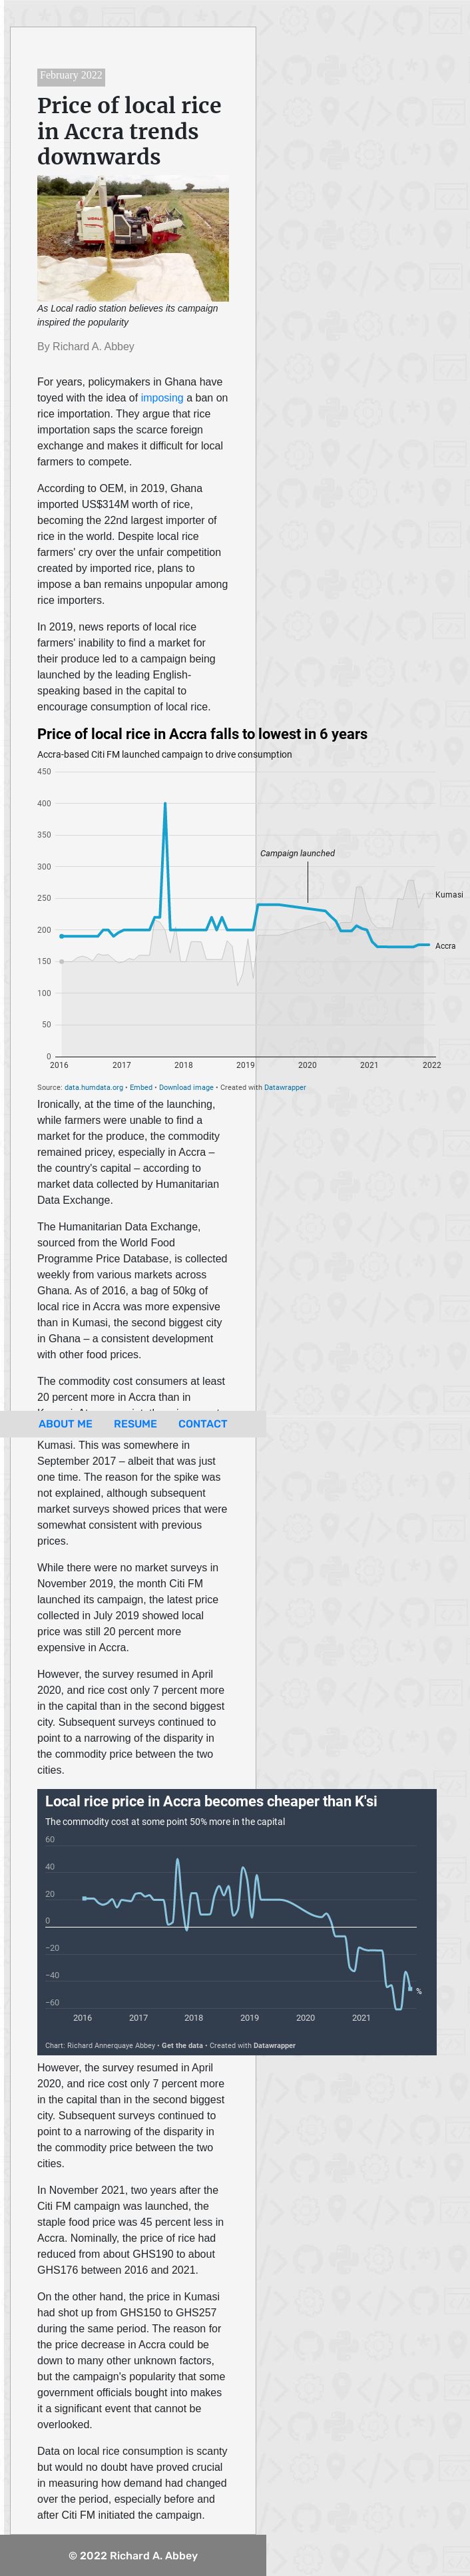 February 2022
Price of local rice
in Accra trends
downwards
As Local radio station believes its campaign
inspired the popularity
By Richard A. Abbey
For years, policymakers in Ghana have
toyed with the idea of imposing a ban on
rice importation. They argue that rice
importation saps the scarce foreign
exchange and makes it difficult for local
farmers to compete.
According to OEM, in 2019, Ghana
imported US$314M worth of rice,
becoming the 22nd largest importer of
rice in the world. Despite local rice
farmers' cry over the unfair competition
created by imported rice, plans to
impose a ban remains unpopular among
rice importers.
In 2019, news reports of local rice
farmers' inability to find a market for
their produce led to a campaign being
launched by the leading English-
speaking based in the capital to
encourage consumption of local rice.
Price of local rice in Accra falls to lowest in 6 years
Accra-based Citi FM launched campaign to drive consumption
450
400
350
300
Campaign launched
250
Kumasi
200
Accra
150
100
50
0
2016 2017 2018 2019 2020 2021 2022
Source: data.humdata.org • Embed • Download image • Created with Datawrapper
Ironically, at the time of the launching,
while farmers were unable to find a
market for the produce, the commodity
remained pricey, especially in Accra –
the country's capital – according to
market data collected by Humanitarian
Data Exchange.
The Humanitarian Data Exchange,
sourced from the World Food
Programme Price Database, is collected
weekly from various markets across
Ghana. As of 2016, a bag of 50kg of
local rice in Accra was more expensive
than in Kumasi, the second biggest city
in Ghana – a consistent development
with other food prices.
The commodity cost consumers at least
20 percent more in Accra than in
ABOUT ME RESUME CONTACT
Kumasi. This was somewhere in
September 2017 – albeit that was just
one time. The reason for the spike was
not explained, although subsequent
market surveys showed prices that were
somewhat consistent with previous
prices.
While there were no market surveys in
November 2019, the month Citi FM
launched its campaign, the latest price
collected in July 2019 showed local
price was still 20 percent more
expensive in Accra.
However, the survey resumed in April
2020, and rice cost only 7 percent more
in the capital than in the second biggest
city. Subsequent surveys continued to
point to a narrowing of the disparity in
the commodity price between the two
cities.
Local rice price in Accra becomes cheaper than K'si
The commodity cost at some point 50% more in the capital
60
40
20
0
−20
−40
%
−60
2016 2017 2018 2019 2020 2021
Chart: Richard Annerquaye Abbey • Get the data • Created with Datawrapper
However, the survey resumed in April
2020, and rice cost only 7 percent more
in the capital than in the second biggest
city. Subsequent surveys continued to
point to a narrowing of the disparity in
the commodity price between the two
cities.
In November 2021, two years after the
Citi FM campaign was launched, the
staple food price was 45 percent less in
Accra. Nominally, the price of rice had
reduced from about GHS190 to about
GHS176 between 2016 and 2021.
On the other hand, the price in Kumasi
had shot up from GHS150 to GHS257
during the same period. The reason for
the price decrease in Accra could be
down to many other unknown factors,
but the campaign's popularity that some
government officials bought into makes
it a significant event that cannot be
overlooked.
Data on local rice consumption is scanty
but would no doubt have proved crucial
in measuring how demand had changed
over the period, especially before and
after Citi FM initiated the campaign.
© 2022 Richard A. Abbey